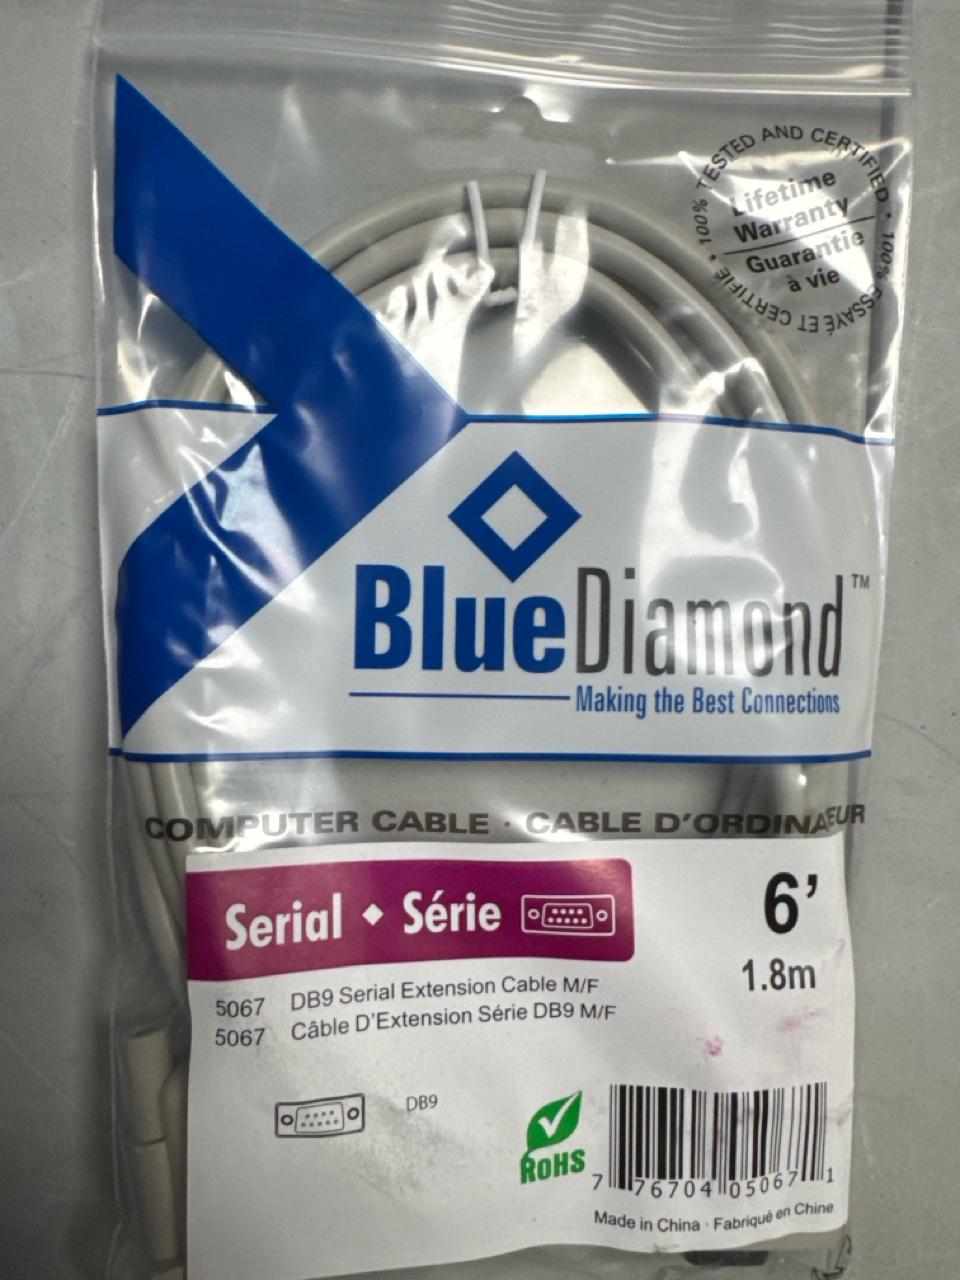 100% TESTED AND CERTIFIED • 100% ESSAYÉ ET CERTIFIÉ •
Lifetime
Warranty
Guarantie
à vie
BlueDiamond™
Making the Best Connections
COMPUTER CABLE · CABLE D'ORDINATEUR
Serial ◆ Série
6'
1.8m
5067 DB9 Serial Extension Cable M/F
5067 Câble D'Extension Série DB9 M/F
DB9
ROHS
7 76704 05067 1
Made in China · Fabriqué en Chine